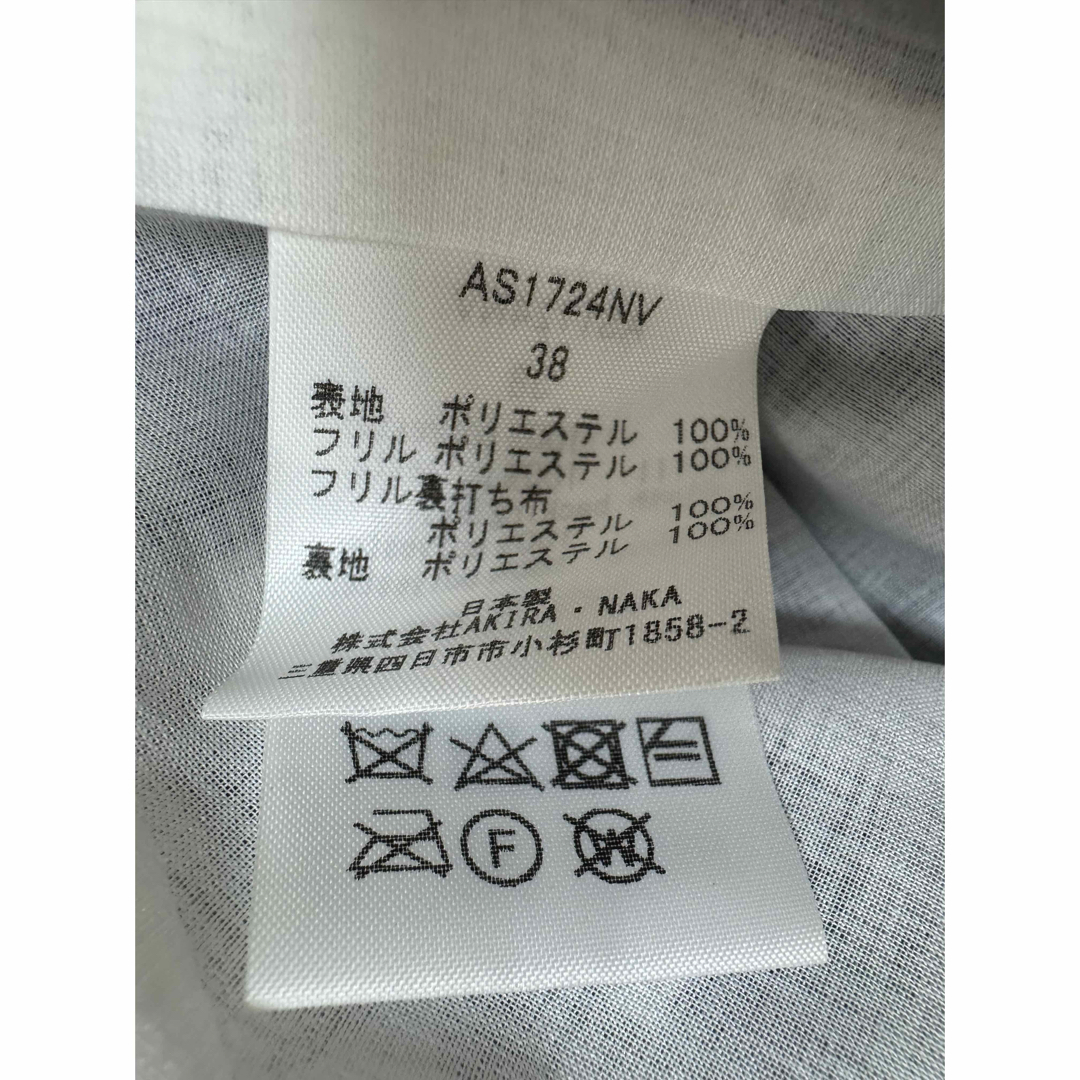 AS1724NV
38
表地 ポリエステル 100%
フリル ポリエステル 100%
フリル裏打ち布
ポリエステル 100%
裏地 ポリエステル 100%
日本製
株式会社AKIRA・NAKA
三重県四日市市小杉町1858-2
F
W